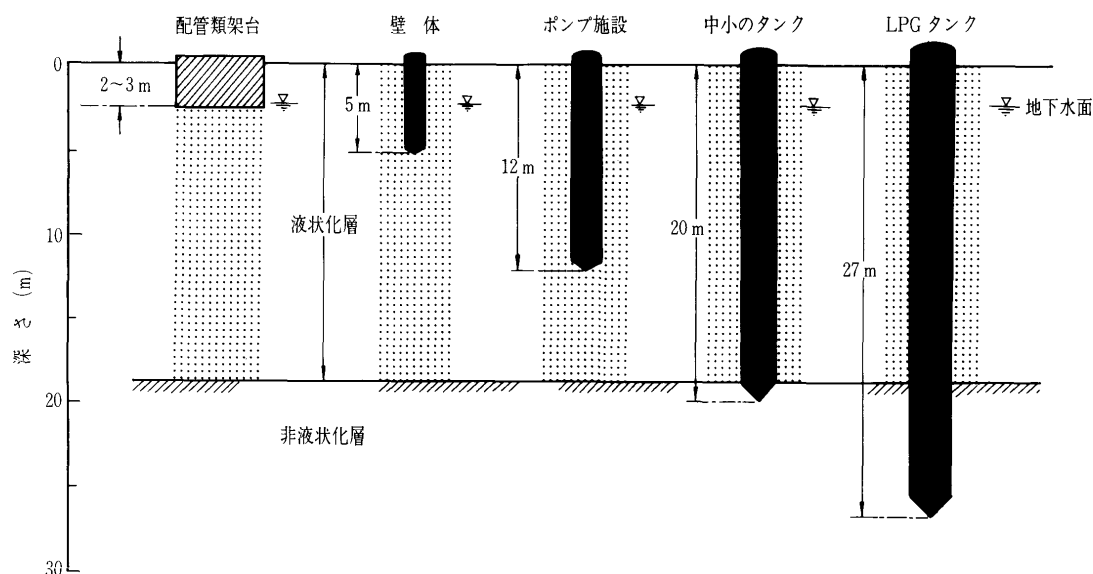 配管類架台
壁 体
ポンプ施設
中小のタンク
LPG タンク
0
2~3 m
5 m
地下水面
12 m
液状化層
20 m
10
27 m
深 さ (m)
20
非液状化層
30